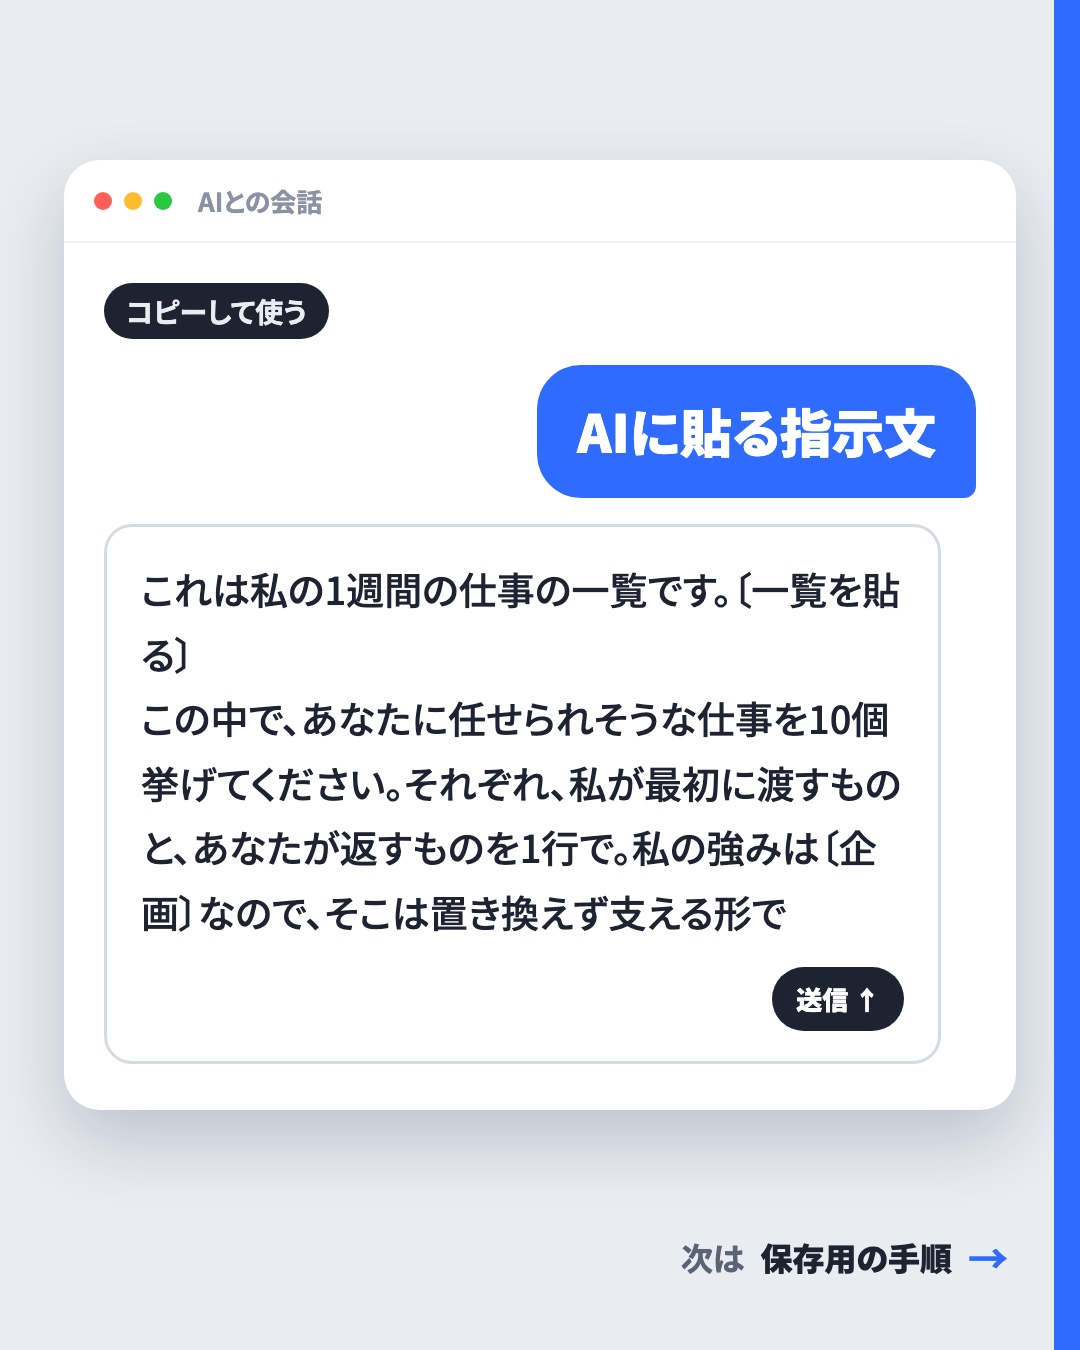 AIとの会話
コピーして使う
AIに貼る指示文
これは私の1週間の仕事の一覧です。〔一覧を貼
る〕
この中で、あなたに任せられそうな仕事を10個
挙げてください。それぞれ、私が最初に渡すもの
と、あなたが返すものを1行で。私の強みは〔企
画〕なので、そこは置き換えず支える形で
送信 ↑
次は 保存用の手順 →